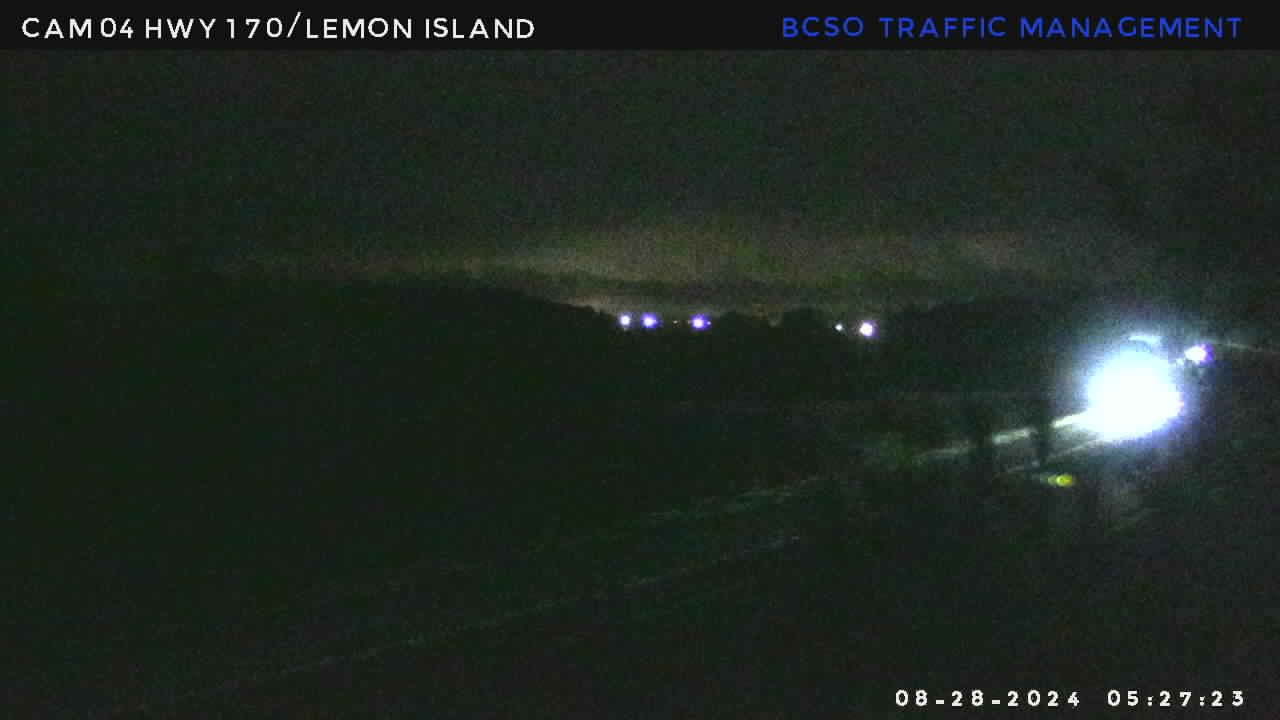 CAM04 HWY 170/LEMON ISLAND
BCSO TRAFFIC MANAGEMENT
08-28-2024 05:27:23